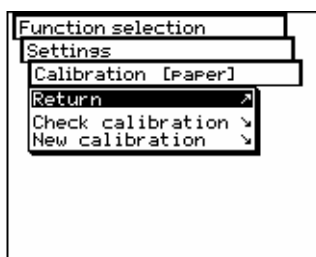 Function selection
Settings
Calibration [paper]
Return ↗
Check calibration ↘
New calibration ↘